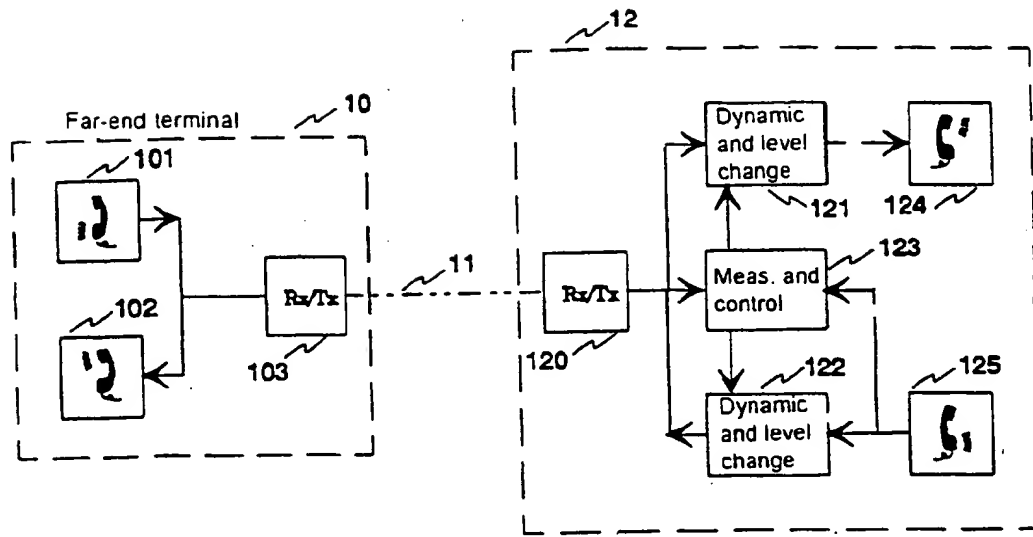 12
Far-end terminal
10
101
102
Rx/Tx
103
11
Rx/Tx
120
Dynamic
and level
change
121
124
Meas. and
control
123
122
Dynamic
and level
change
125